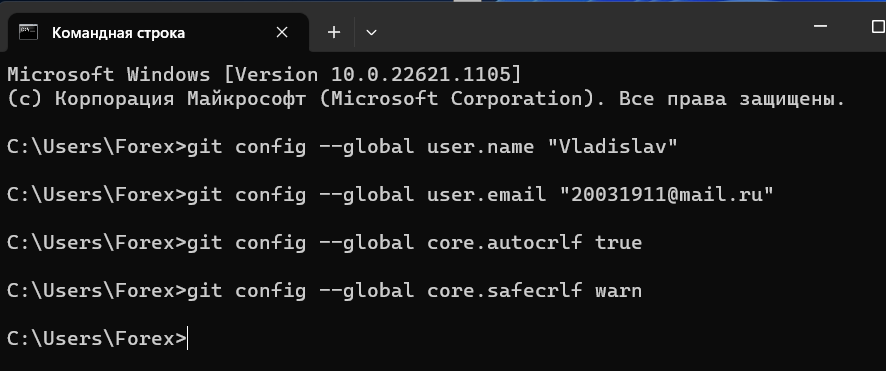 Командная строка
Microsoft Windows [Version 10.0.22621.1105]
(c) Корпорация Майкрософт (Microsoft Corporation). Все права защищены.
C:\Users\Forex>git config --global user.name "Vladislav"
C:\Users\Forex>git config --global user.email "20031911@mail.ru"
C:\Users\Forex>git config --global core.autocrlf true
C:\Users\Forex>git config --global core.safecrlf warn
C:\Users\Forex>